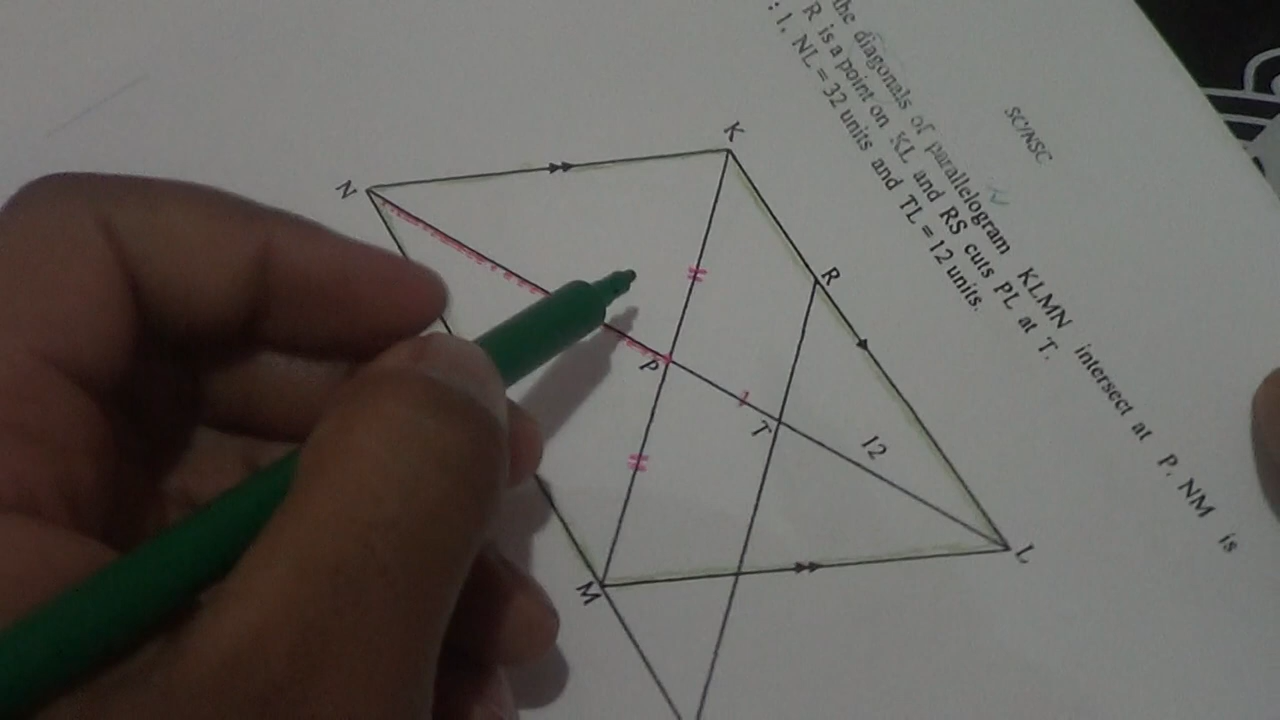 SC/NSC
the diagonals of parallelogram KLMN intersect at P. NM is
R is a point on KL and RS cuts PL at T.
: 1, NL = 32 units and TL = 12 units.
K
N
R
P
T
12
L
M